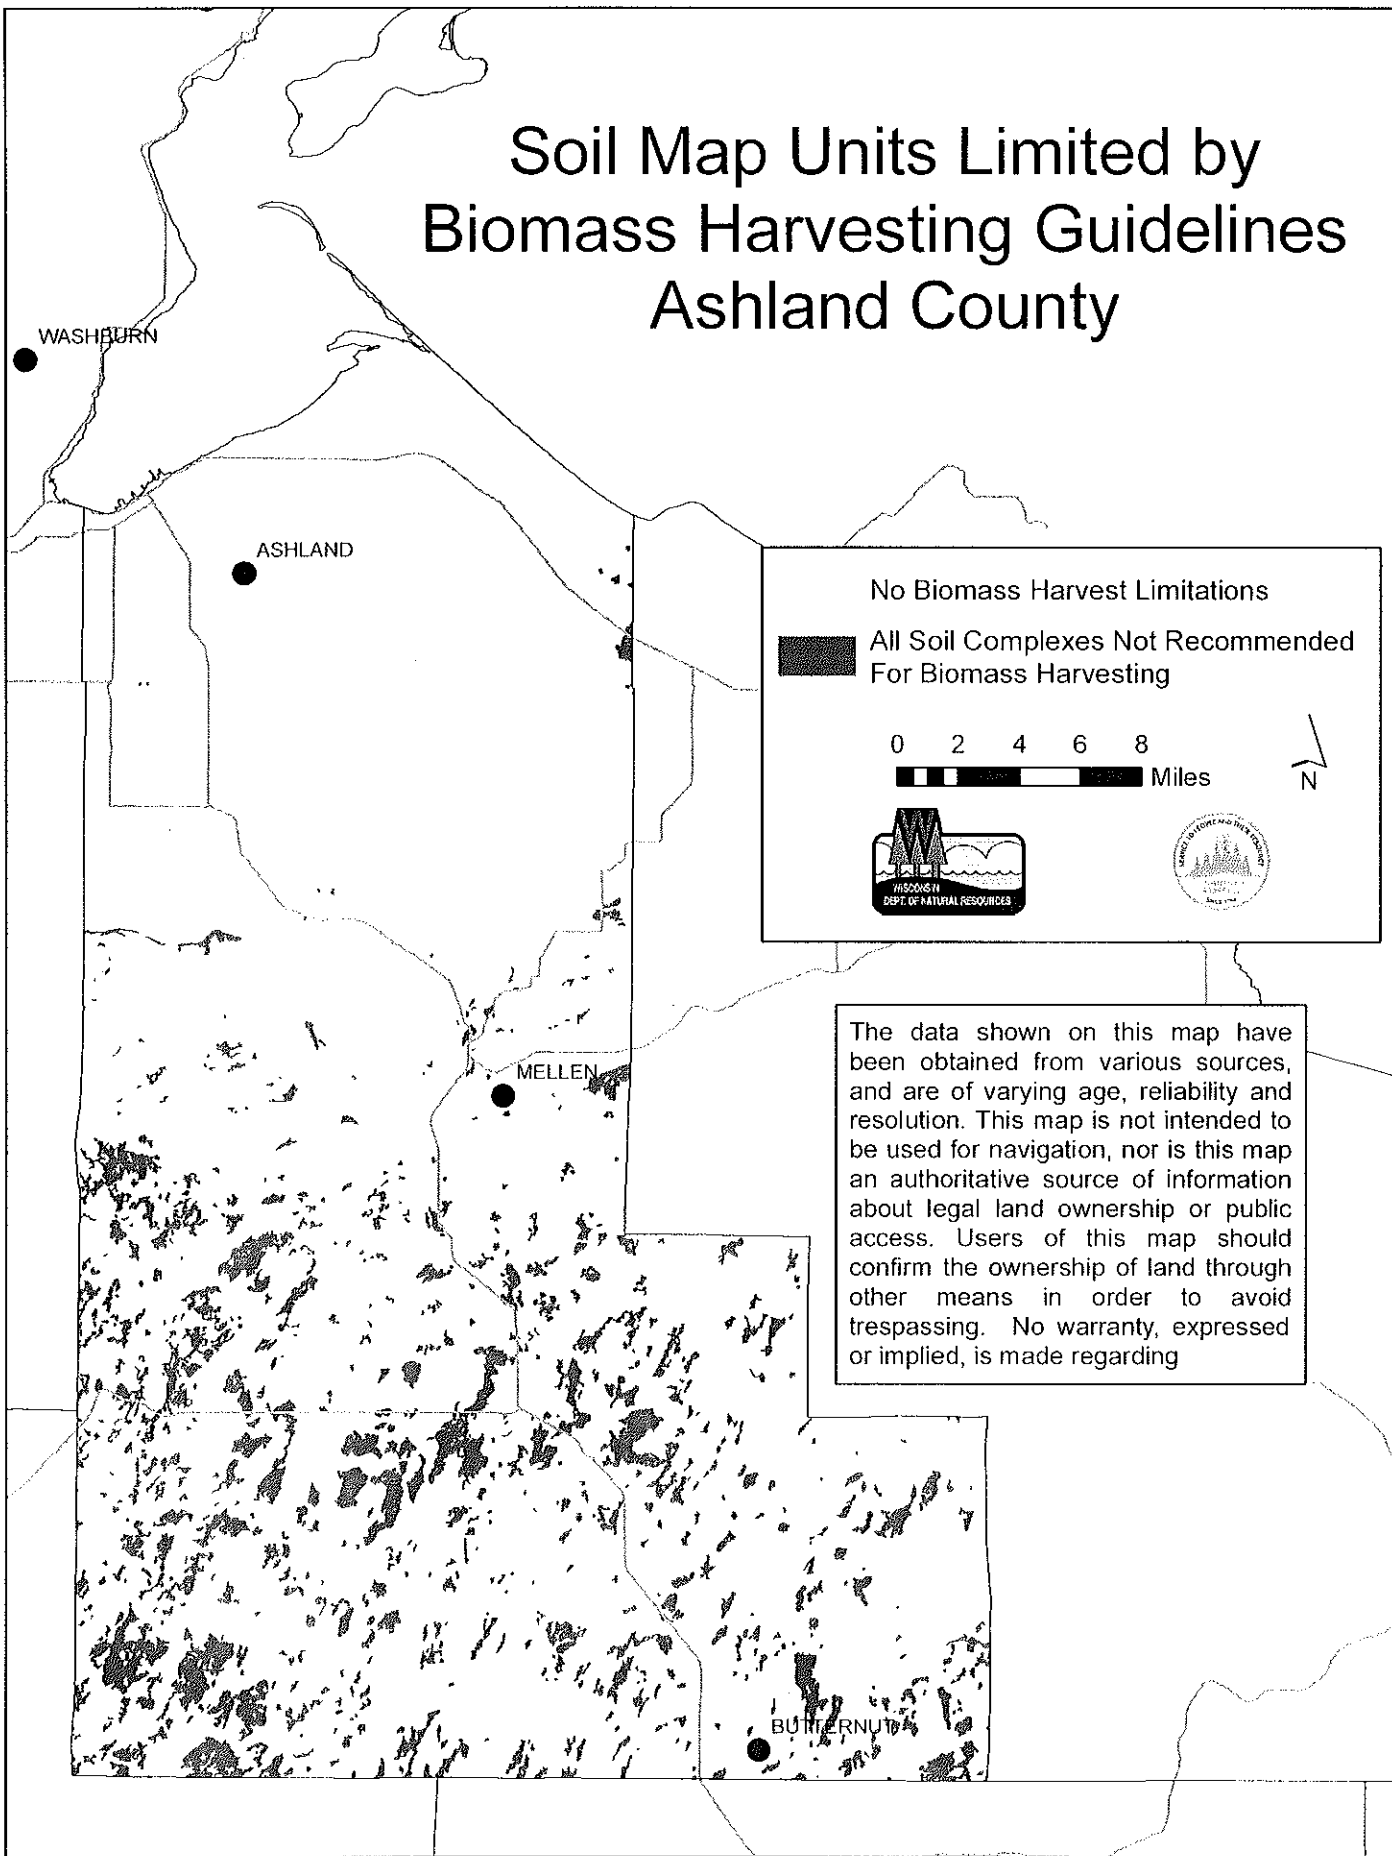 Soil Map Units Limited by
Biomass Harvesting Guidelines
Ashland County
WASHBURN
ASHLAND
No Biomass Harvest Limitations
All Soil Complexes Not Recommended
For Biomass Harvesting
0 2 4 6 8
Miles
N
WISCONSIN
DEPT. OF NATURAL RESOURCES
MELLEN
The data shown on this map have
been obtained from various sources,
and are of varying age, reliability and
resolution. This map is not intended to
be used for navigation, nor is this map
an authoritative source of information
about legal land ownership or public
access. Users of this map should
confirm the ownership of land through
other means in order to avoid
trespassing. No warranty, expressed
or implied, is made regarding
BUTTERNUT